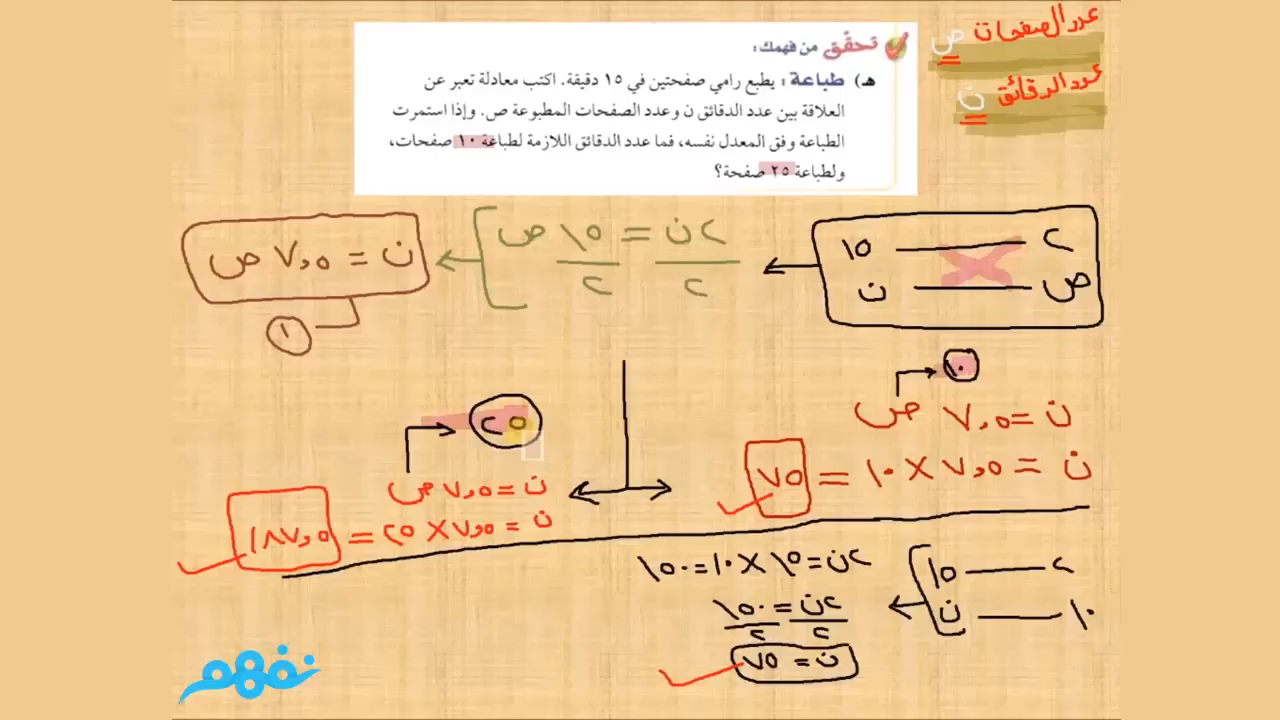 عدد الصفحات ص
عدد الدقائق ن
تحقّق من فهمك:
هـ) طباعة : يطبع رامي صفحتين في ١٥ دقيقة. اكتب معادلة تعبر عن
العلاقة بين عدد الدقائق ن وعدد الصفحات المطبوعة ص. وإذا استمرت
الطباعة وفق المعدل نفسه، فما عدد الدقائق اللازمة لطباعة ١٠ صفحات،
ولطباعة ٢٥ صفحة؟
٢ ١٥
ص ن
٢ن = ١٥ ص
٢ ٢
ن = ٧,٥ ص
١
١٠
ن = ٧,٥ ص
ن = ٧,٥ × ١٠ = ٧٥
٢٥
ن = ٧,٥ ص
ن = ٧,٥ × ٢٥ = ١٨٧,٥
٢ ١٥
١٠ ن
٢ن = ١٥ × ١٠ = ١٥٠
٢ن = ١٥٠
٢ ٢
ن = ٧٥
نفهم